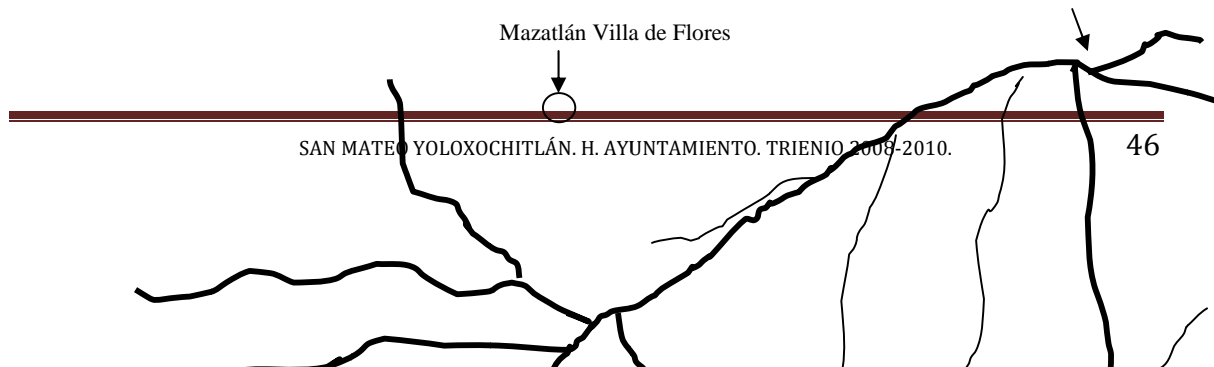 Mazatlán Villa de Flores
SAN MATEO YOLOXOCHITLÁN. H. AYUNTAMIENTO. TRIENIO 2008-2010.
46